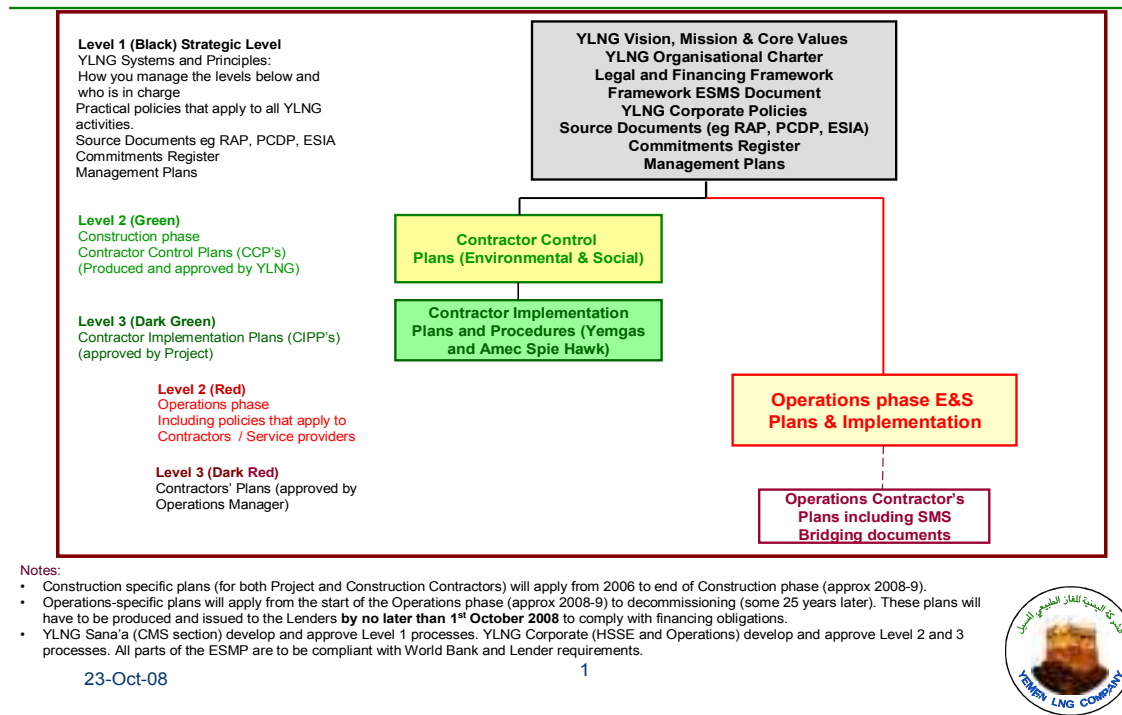 Level 1 (Black) Strategic Level
YLNG Systems and Principles:
How you manage the levels below and
who is in charge
Practical policies that apply to all YLNG
activities.
Source Documents eg RAP, PCDP, ESIA
Commitments Register
Management Plans
YLNG Vision, Mission & Core Values
YLNG Organisational Charter
Legal and Financing Framework
Framework ESMS Document
YLNG Corporate Policies
Source Documents (eg RAP, PCDP, ESIA)
Commitments Register
Management Plans
Level 2 (Green)
Construction phase
Contractor Control Plans (CCP's)
(Produced and approved by YLNG)
Contractor Control
Plans (Environmental & Social)
Level 3 (Dark Green)
Contractor Implementation Plans (CIPP's)
(approved by Project)
Contractor Implementation
Plans and Procedures (Yemgas
and Amec Spie Hawk)
Level 2 (Red)
Operations phase
Including policies that apply to
Contractors / Service providers
Operations phase E&S
Plans & Implementation
Level 3 (Dark Red)
Contractors' Plans (approved by
Operations Manager)
Operations Contractor's
Plans including SMS
Bridging documents
Notes:
• Construction specific plans (for both Project and Construction Contractors) will apply from 2006 to end of Construction phase (approx 2008-9).
• Operations-specific plans will apply from the start of the Operations phase (approx 2008-9) to decommissioning (some 25 years later). These plans will
have to be produced and issued to the Lenders by no later than 1st October 2008 to comply with financing obligations.
• YLNG Sana'a (CMS section) develop and approve Level 1 processes. YLNG Corporate (HSSE and Operations) develop and approve Level 2 and 3
processes. All parts of the ESMP are to be compliant with World Bank and Lender requirements.
23-Oct-08
1
الشركة اليمنية للغاز الطبيعي المسيل
YEMEN LNG COMPANY